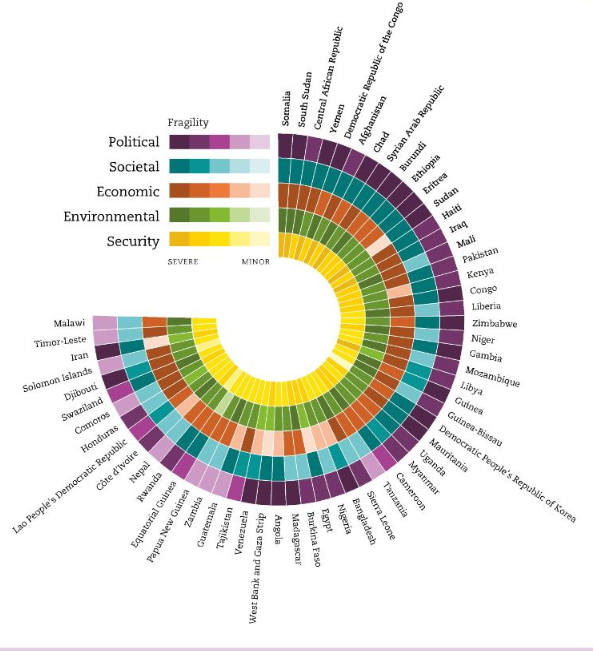 Fragility
Political
Societal
Economic
Environmental
Security
SEVERE MINOR
Somalia
South Sudan
Central African Republic
Yemen
Democratic Republic of the Congo
Afghanistan
Chad
Syrian Arab Republic
Burundi
Ethiopia
Eritrea
Sudan
Haiti
Iraq
Mali
Pakistan
Kenya
Congo
Liberia
Zimbabwe
Niger
Gambia
Mozambique
Libya
Guinea
Guinea-Bissau
Democratic People's Republic of Korea
Mauritania
Uganda
Myanmar
Cameroon
Tanzania
Sierra Leone
Bangladesh
Nigeria
Egypt
Burkina Faso
Madagascar
Angola
West Bank and Gaza Strip
Venezuela
Tajikistan
Guatemala
Zambia
Papua New Guinea
Equatorial Guinea
Rwanda
Nepal
Côte d'Ivoire
Lao People's Democratic Republic
Honduras
Comoros
Swaziland
Djibouti
Solomon Islands
Iran
Timor-Leste
Malawi